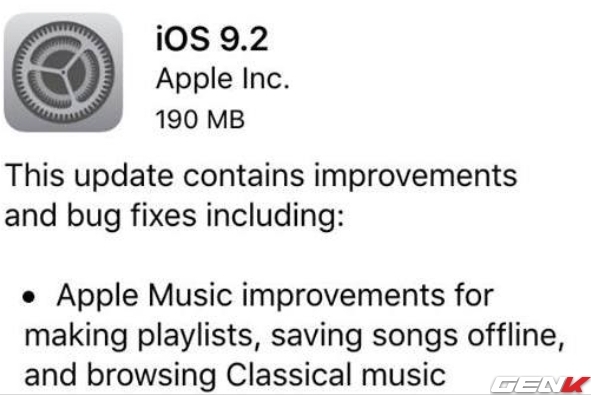 iOS 9.2
Apple Inc.
190 MB
This update contains improvements
and bug fixes including:
• Apple Music improvements for
making playlists, saving songs offline,
and browsing Classical music
GENK